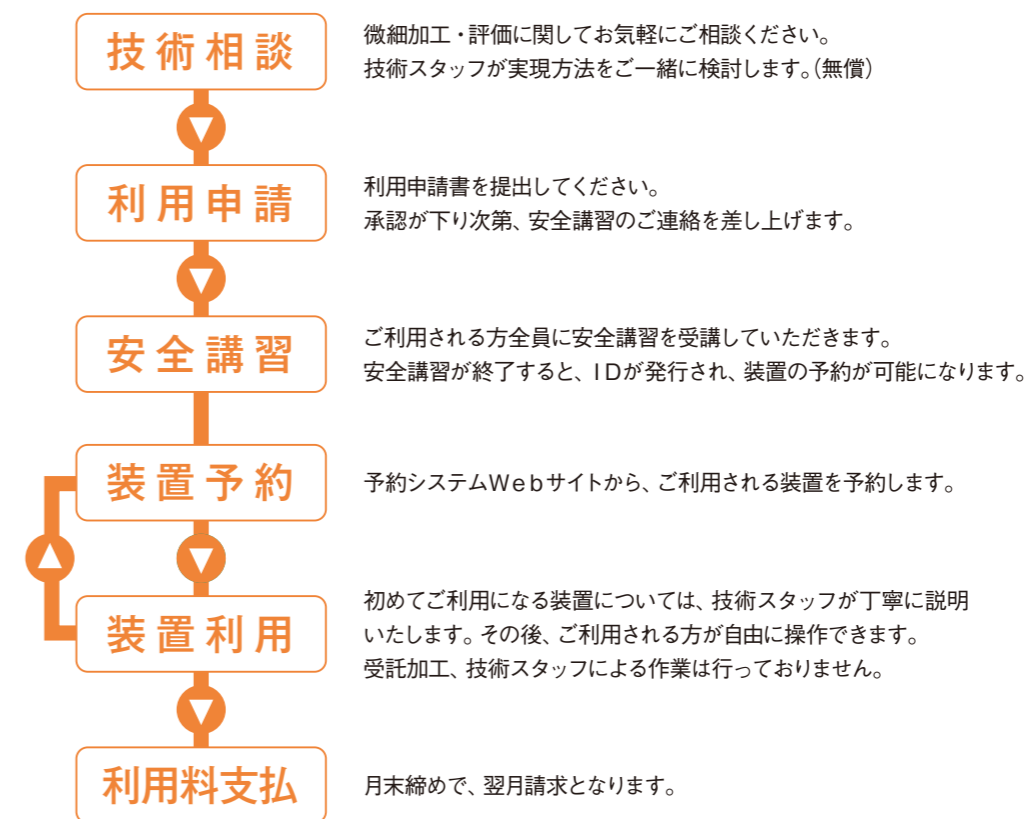 技術相談
微細加工・評価に関してお気軽にご相談ください。
技術スタッフが実現方法をご一緒に検討します。(無償)
利用申請
利用申請書を提出してください。
承認が下り次第、安全講習のご連絡を差し上げます。
安全講習
ご利用される方全員に安全講習を受講していただきます。
安全講習が終了すると、IDが発行され、装置の予約が可能になります。
装置予約
予約システムWebサイトから、ご利用される装置を予約します。
装置利用
初めてご利用になる装置については、技術スタッフが丁寧に説明
いたします。その後、ご利用される方が自由に操作できます。
受託加工、技術スタッフによる作業は行っておりません。
利用料支払
月末締めで、翌月請求となります。